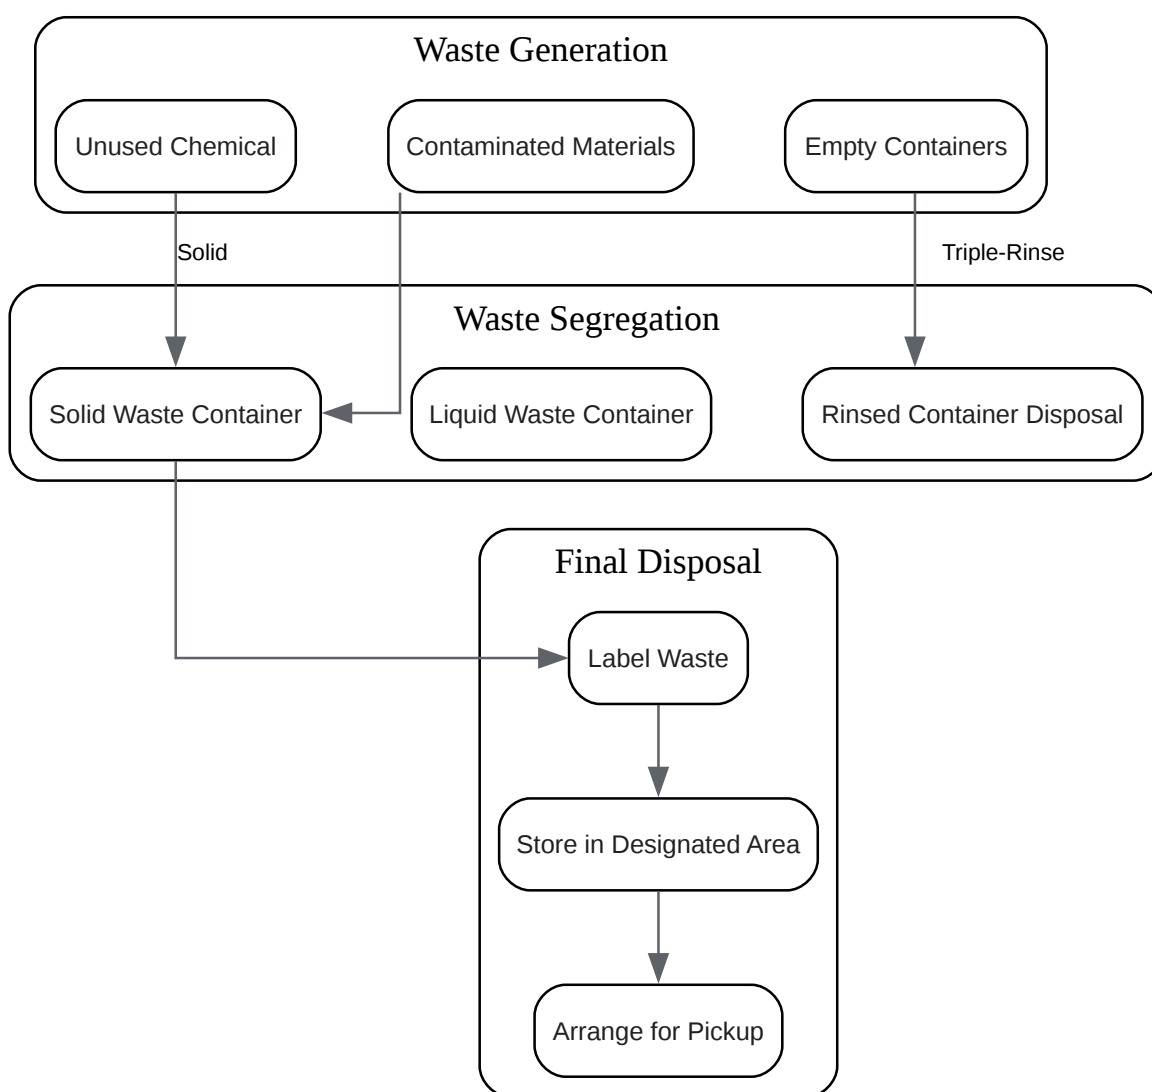 Waste Generation
Unused Chemical
Contaminated Materials
Empty Containers
Solid
Triple-Rinse
Waste Segregation
Solid Waste Container
Liquid Waste Container
Rinsed Container Disposal
Final Disposal
Label Waste
Store in Designated Area
Arrange for Pickup